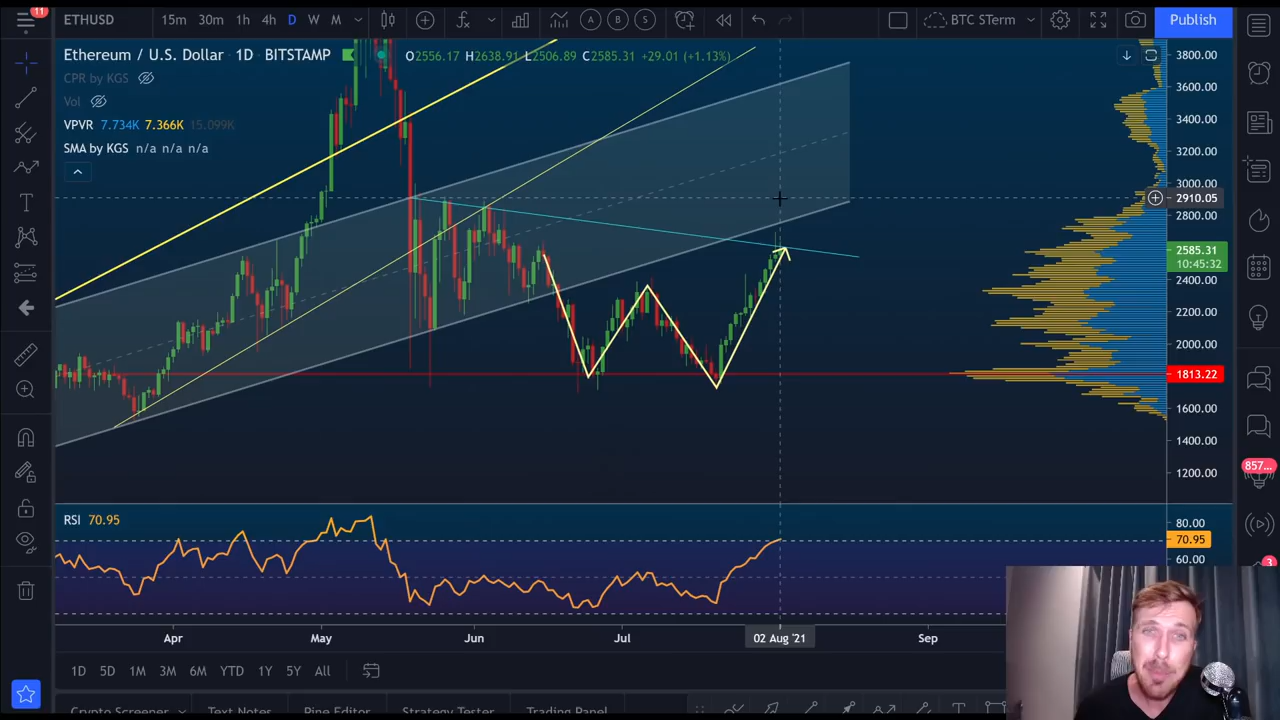 11
ETHUSD
15m 30m 1h 4h D W M
A B S
BTC STerm
Publish
Ethereum / U.S. Dollar · 1D · BITSTAMP
O2556.17 H2638.91 L2506.89 C2585.31 +29.01 (+1.13%)
CPR by KGS
Vol
VPVR 7.734K 7.366K 15.099K
SMA by KGS n/a n/a n/a
3800.00
3600.00
3400.00
3200.00
3000.00
2910.05
2800.00
2585.31
10:45:32
2400.00
2200.00
2000.00
1813.22
1600.00
1400.00
1200.00
857...
RSI 70.95
80.00
70.95
60.00
3
Apr May Jun Jul 02 Aug '21 Sep
1D 5D 1M 3M 6M YTD 1Y 5Y All
Crypto Screener Text Notes Pine Editor Strategy Tester Trading Panel